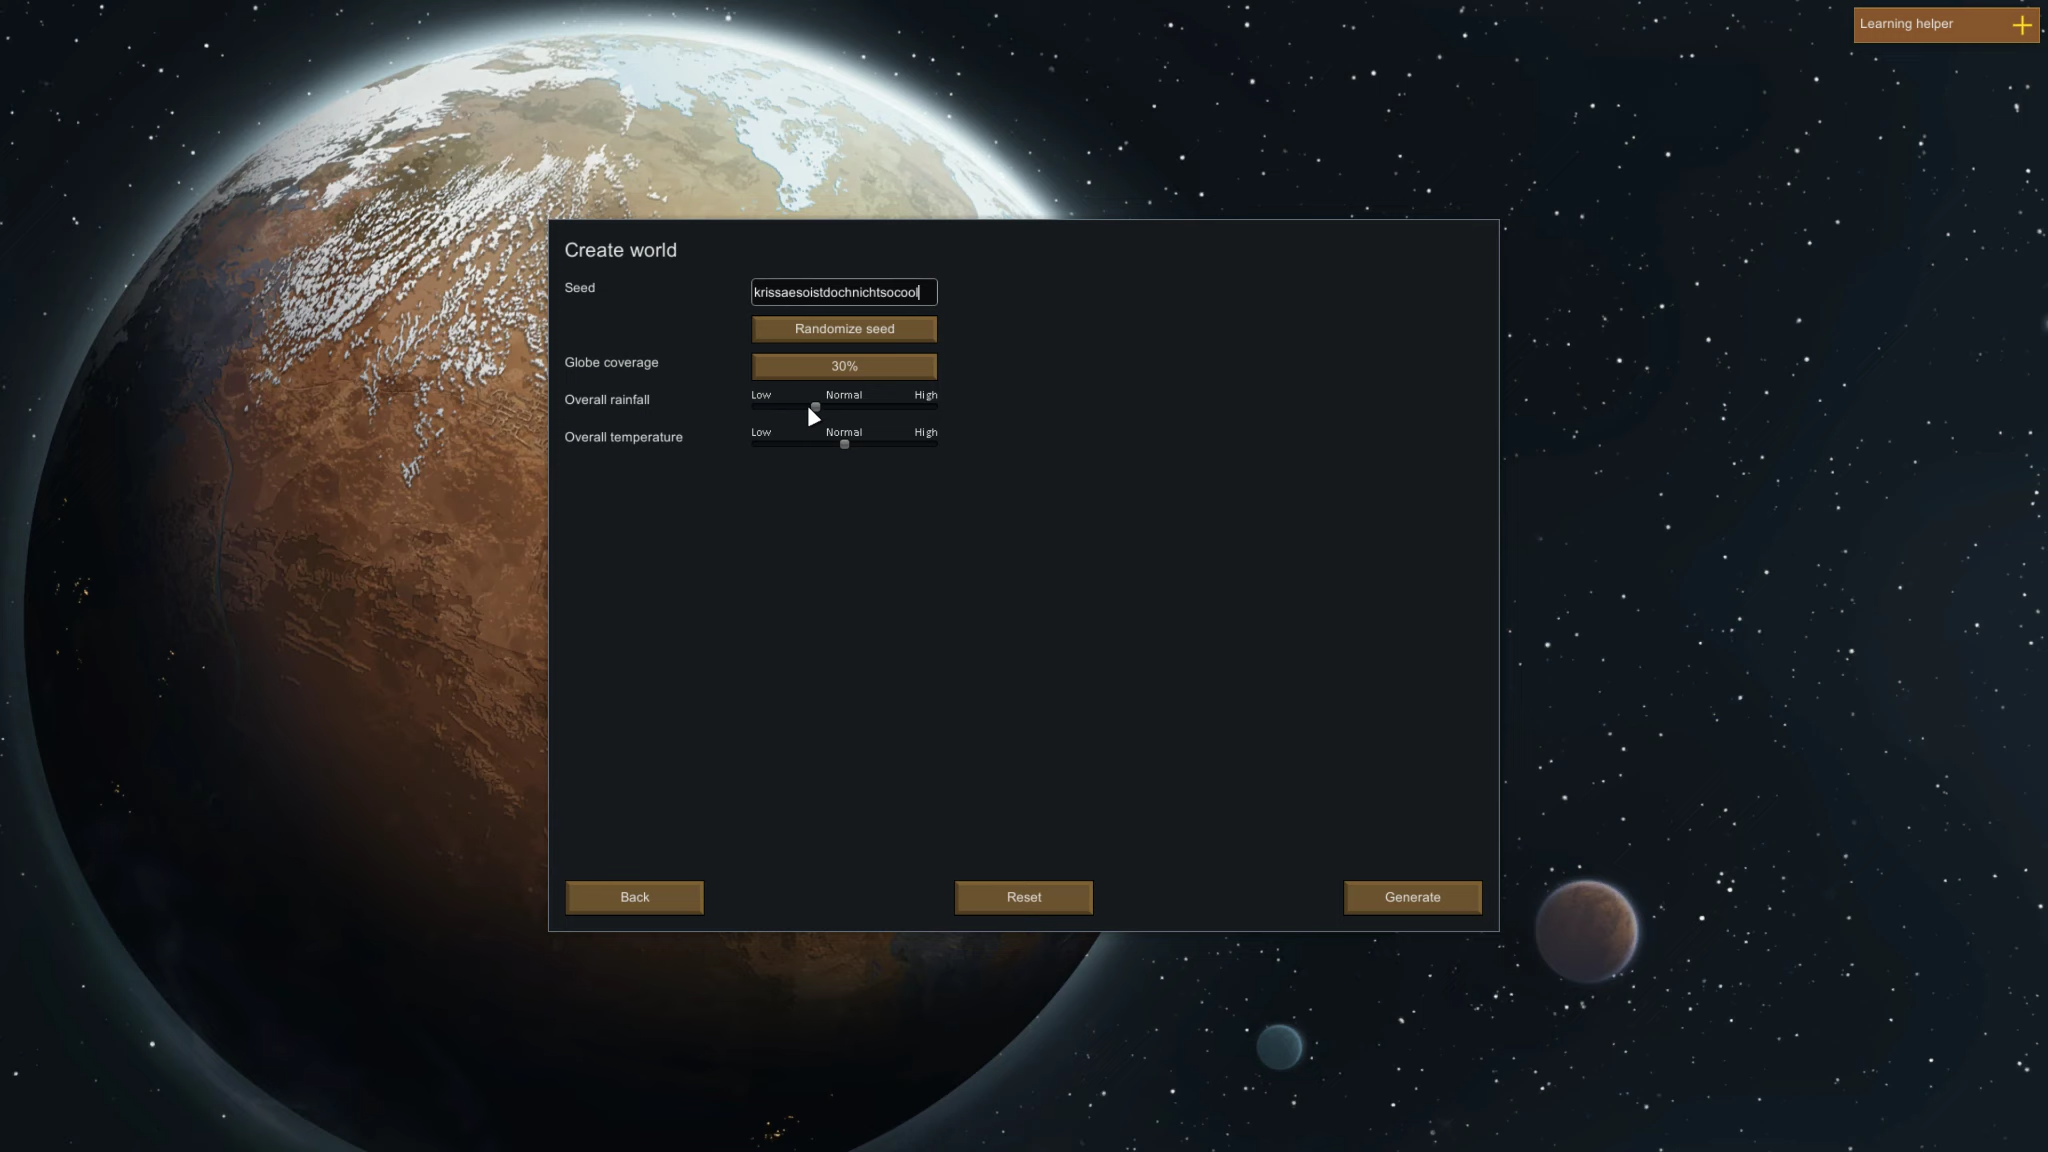 Learning helper
Create world
Seed
krissaesoistdochnichtsocool
Randomize seed
Globe coverage
30%
Overall rainfall
Low Normal High
Overall temperature
Low Normal High
Back
Reset
Generate